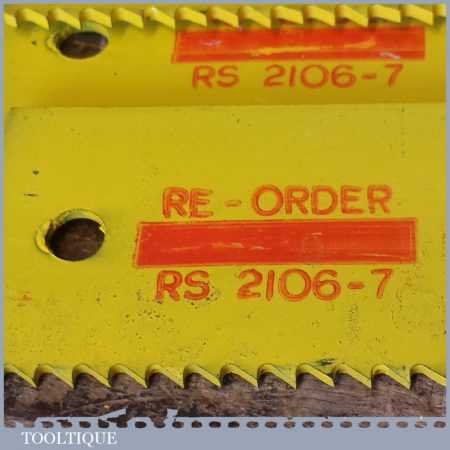 RS 2106-7
RE-ORDER
RS 2106-7
TOOLTIQUE